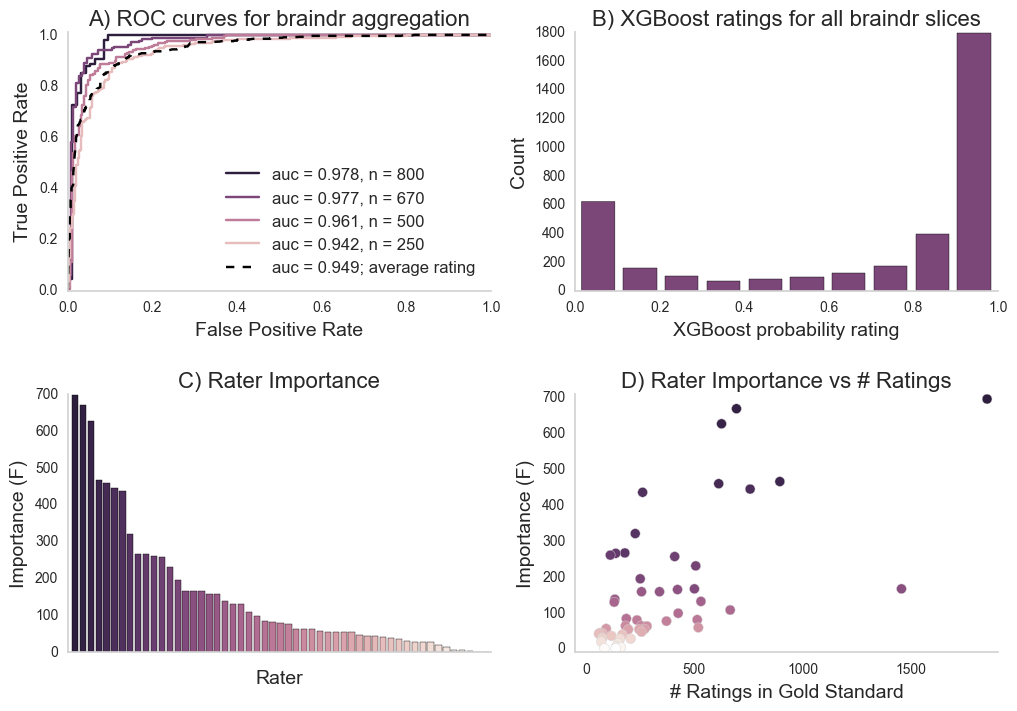 A) ROC curves for braindr aggregation
1.0
0.8
0.6
0.4
0.2
0.0
True Positive Rate
auc = 0.978, n = 800
auc = 0.977, n = 670
auc = 0.961, n = 500
auc = 0.942, n = 250
auc = 0.949; average rating
0.0 0.2 0.4 0.6 0.8 1.0
False Positive Rate
B) XGBoost ratings for all braindr slices
1800
1600
1400
1200
1000
800
600
400
200
0
Count
0.0 0.2 0.4 0.6 0.8 1.0
XGBoost probability rating
C) Rater Importance
700
600
500
400
300
200
100
0
Importance (F)
Rater
D) Rater Importance vs # Ratings
700
600
500
400
300
200
100
0
Importance (F)
0 500 1000 1500
# Ratings in Gold Standard